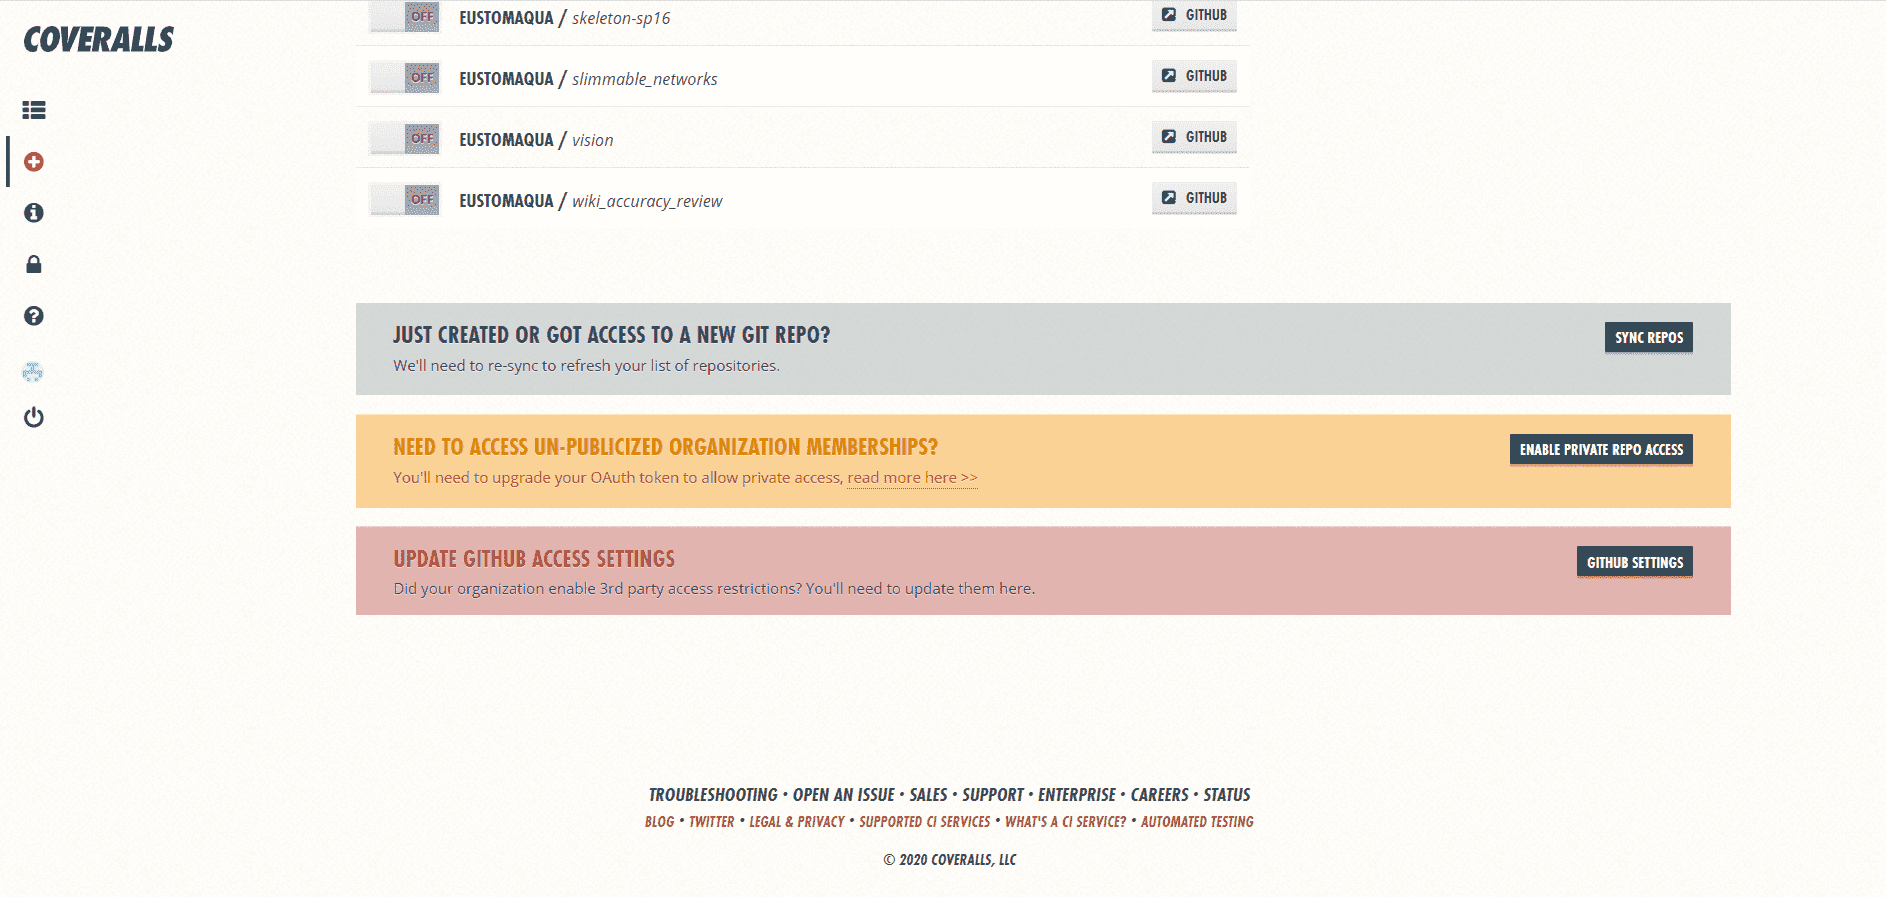 COVERALLS
OFF EUSTOMAQUA / skeleton-sp16 GITHUB
OFF EUSTOMAQUA / slimmable_networks GITHUB
OFF EUSTOMAQUA / vision GITHUB
OFF EUSTOMAQUA / wiki_accuracy_review GITHUB
JUST CREATED OR GOT ACCESS TO A NEW GIT REPO?
We'll need to re-sync to refresh your list of repositories.
SYNC REPOS
NEED TO ACCESS UN-PUBLICIZED ORGANIZATION MEMBERSHIPS?
You'll need to upgrade your OAuth token to allow private access, read more here >>
ENABLE PRIVATE REPO ACCESS
UPDATE GITHUB ACCESS SETTINGS
Did your organization enable 3rd party access restrictions? You'll need to update them here.
GITHUB SETTINGS
TROUBLESHOOTING • OPEN AN ISSUE • SALES • SUPPORT • ENTERPRISE • CAREERS • STATUS
BLOG • TWITTER • LEGAL & PRIVACY • SUPPORTED CI SERVICES • WHAT'S A CI SERVICE? • AUTOMATED TESTING
© 2020 COVERALLS, LLC